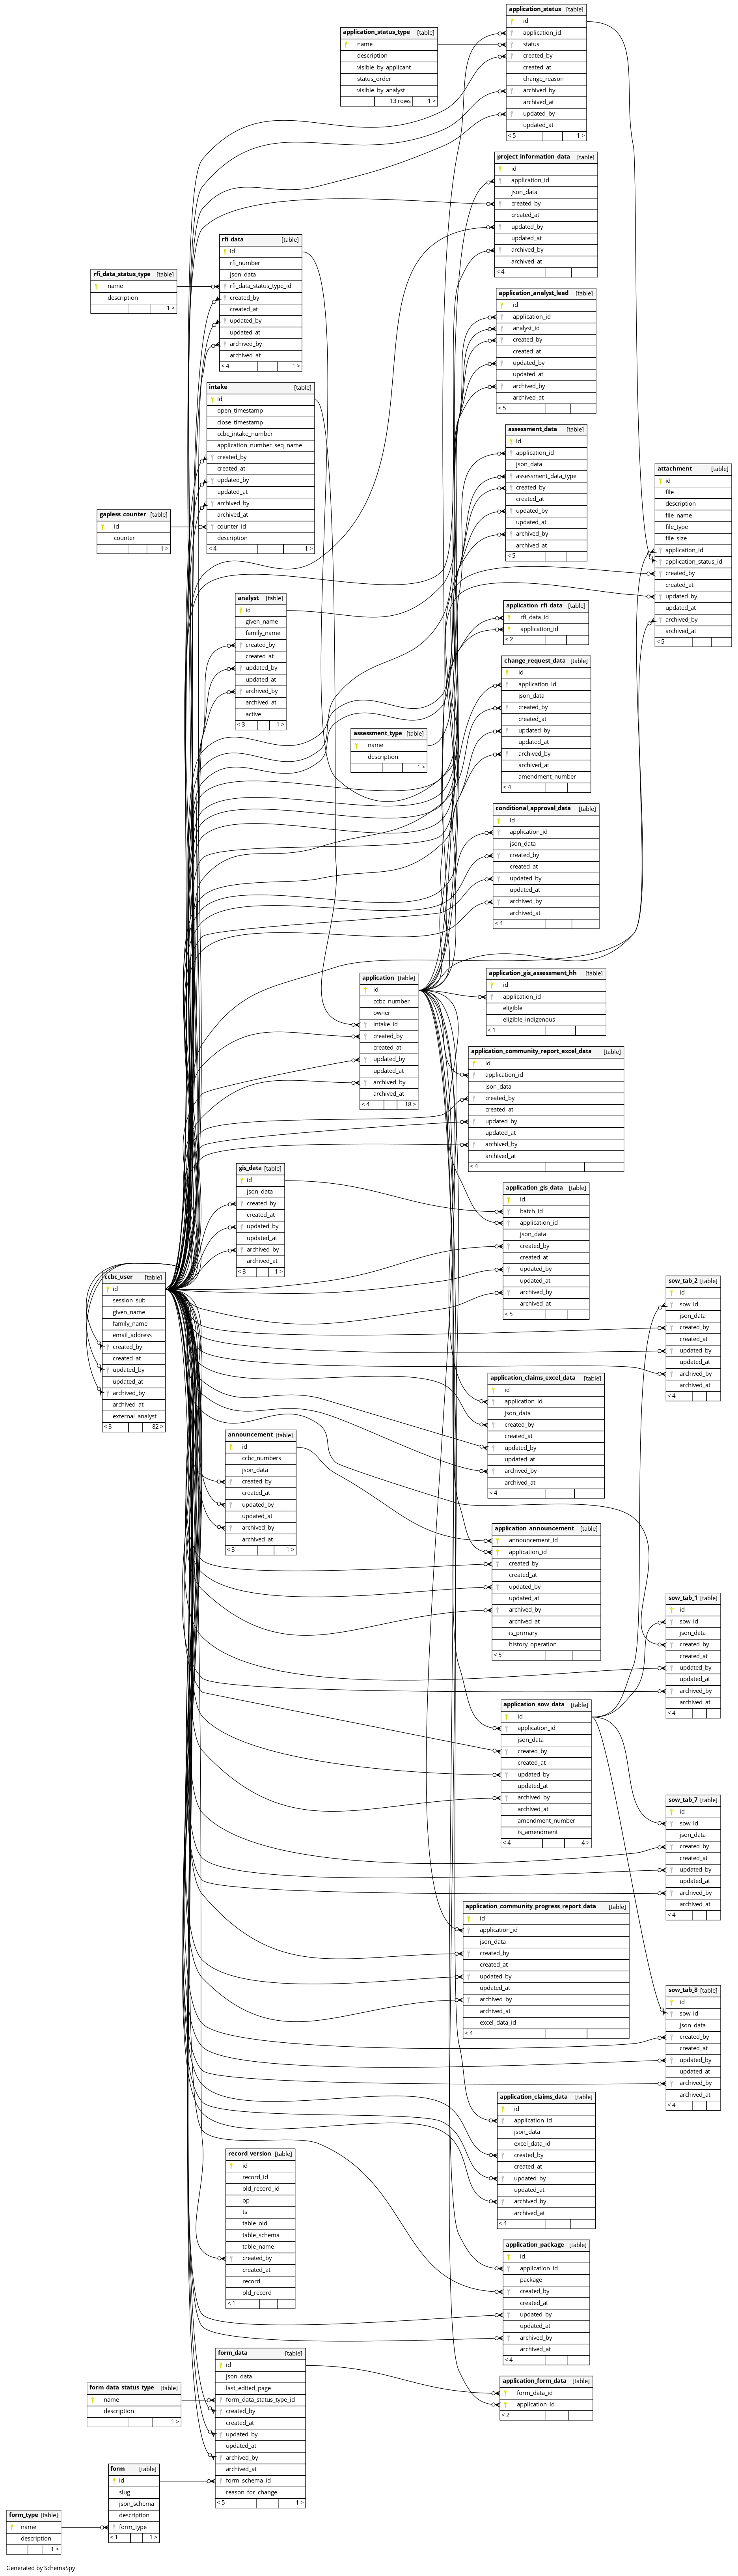 application_status [table]
id
application_id
status
created_by
created_at
change_reason
archived_by
archived_at
updated_by
updated_at
< 5 1 >
application_status_type [table]
name
description
visible_by_applicant
status_order
visible_by_analyst
13 rows 1 >
project_information_data [table]
id
application_id
json_data
created_by
created_at
updated_by
updated_at
archived_by
archived_at
< 4
rfi_data [table]
id
rfi_number
json_data
rfi_data_status_type_id
created_by
created_at
updated_by
updated_at
archived_by
archived_at
< 4 1 >
rfi_data_status_type [table]
name
description
1 >
application_analyst_lead [table]
id
application_id
analyst_id
created_by
created_at
updated_by
updated_at
archived_by
archived_at
< 5
intake [table]
id
open_timestamp
close_timestamp
ccbc_intake_number
application_number_seq_name
created_by
created_at
updated_by
updated_at
archived_by
archived_at
counter_id
description
< 4 1 >
assessment_data [table]
id
application_id
json_data
assessment_data_type
created_by
created_at
updated_by
updated_at
archived_by
archived_at
< 5
attachment [table]
id
file
description
file_name
file_type
file_size
application_id
application_status_id
created_by
created_at
updated_by
updated_at
archived_by
archived_at
< 5
gapless_counter [table]
id
counter
1 >
analyst [table]
id
given_name
family_name
created_by
created_at
updated_by
updated_at
archived_by
archived_at
active
< 3 1 >
application_rfi_data [table]
rfi_data_id
application_id
< 2
change_request_data [table]
id
application_id
json_data
created_by
created_at
updated_by
updated_at
archived_by
archived_at
amendment_number
< 4
assessment_type [table]
name
description
1 >
conditional_approval_data [table]
id
application_id
json_data
created_by
created_at
updated_by
updated_at
archived_by
archived_at
< 4
application [table]
id
ccbc_number
owner
intake_id
created_by
created_at
updated_by
updated_at
archived_by
archived_at
< 4 18 >
application_gis_assessment_hh [table]
id
application_id
eligible
eligible_indigenous
< 1
application_community_report_excel_data [table]
id
application_id
json_data
created_by
created_at
updated_by
updated_at
archived_by
archived_at
< 4
gis_data [table]
id
json_data
created_by
created_at
updated_by
updated_at
archived_by
archived_at
< 3 1 >
application_gis_data [table]
id
batch_id
application_id
json_data
created_by
created_at
updated_by
updated_at
archived_by
archived_at
< 5
ccbc_user [table]
id
session_sub
given_name
family_name
email_address
created_by
created_at
updated_by
updated_at
archived_by
archived_at
external_analyst
< 3 82 >
sow_tab_2 [table]
id
sow_id
json_data
created_by
created_at
updated_by
updated_at
archived_by
archived_at
< 4
application_claims_excel_data [table]
id
application_id
json_data
created_by
created_at
updated_by
updated_at
archived_by
archived_at
< 4
announcement [table]
id
ccbc_numbers
json_data
created_by
created_at
updated_by
updated_at
archived_by
archived_at
< 3 1 >
application_announcement [table]
announcement_id
application_id
created_by
created_at
updated_by
updated_at
archived_by
archived_at
is_primary
history_operation
< 5
sow_tab_1 [table]
id
sow_id
json_data
created_by
created_at
updated_by
updated_at
archived_by
archived_at
< 4
application_sow_data [table]
id
application_id
json_data
created_by
created_at
updated_by
updated_at
archived_by
archived_at
amendment_number
is_amendment
< 4 4 >
sow_tab_7 [table]
id
sow_id
json_data
created_by
created_at
updated_by
updated_at
archived_by
archived_at
< 4
application_community_progress_report_data [table]
id
application_id
json_data
created_by
created_at
updated_by
updated_at
archived_by
archived_at
excel_data_id
< 4
sow_tab_8 [table]
id
sow_id
json_data
created_by
created_at
updated_by
updated_at
archived_by
archived_at
< 4
application_claims_data [table]
id
application_id
json_data
excel_data_id
created_by
created_at
updated_by
updated_at
archived_by
archived_at
< 4
record_version [table]
id
record_id
old_record_id
op
ts
table_oid
table_schema
table_name
created_by
created_at
record
old_record
< 1
application_package [table]
id
application_id
package
created_by
created_at
updated_by
updated_at
archived_by
archived_at
< 4
form_data [table]
id
json_data
last_edited_page
form_data_status_type_id
created_by
created_at
updated_by
updated_at
archived_by
archived_at
form_schema_id
reason_for_change
< 5 1 >
application_form_data [table]
form_data_id
application_id
< 2
form_data_status_type [table]
name
description
1 >
form [table]
id
slug
json_schema
description
form_type
< 1 1 >
form_type [table]
name
description
1 >
Generated by SchemaSpy